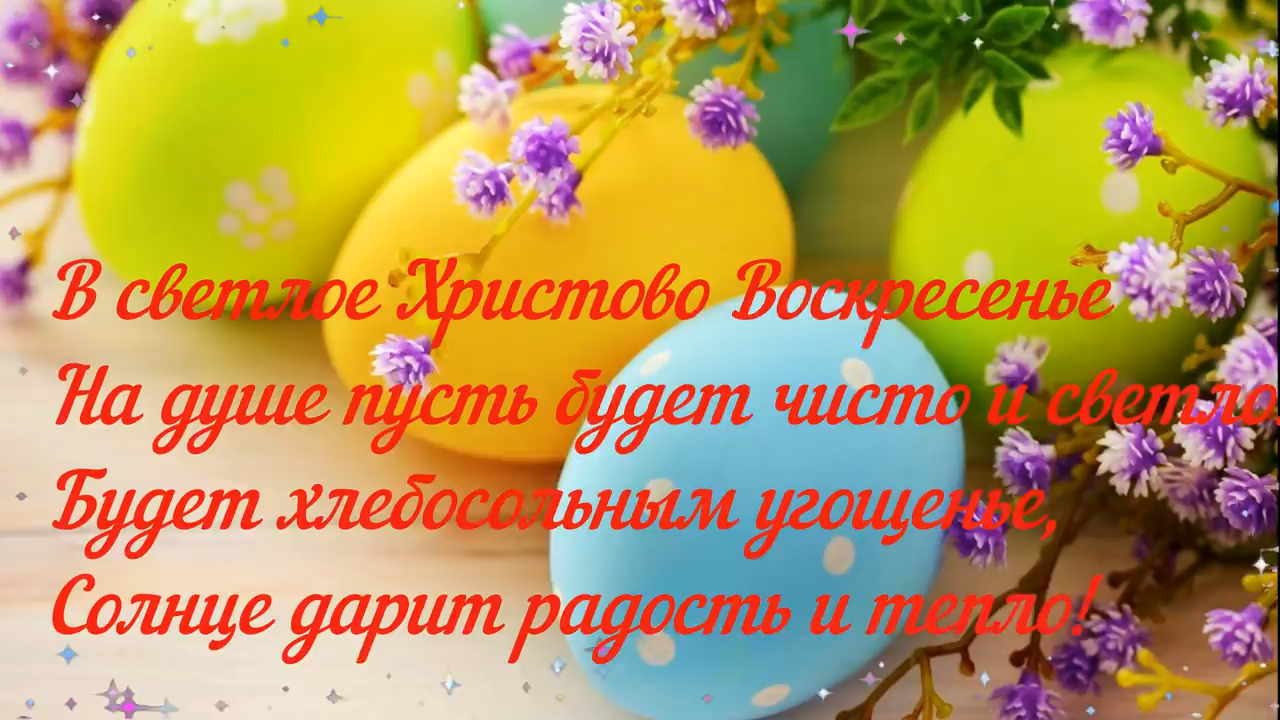 В светлое Христово Воскресенье
На душе пусть будет чисто и светло.
Будет хлебосольным угощенье,
Солнце дарит радость и тепло!